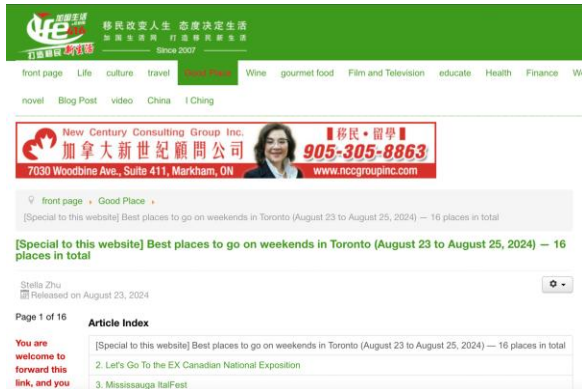 加国生活
Life
.com
GTA
打造移民新生活
移民改变人生 态度决定生活
加国生活网 打造移民新生活
Since 2007
front page Life culture travel Good Place Wine gourmet food Film and Television educate Health Finance
novel Blog Post video China I Ching
New Century Consulting Group Inc.
加拿大新世紀顧問公司
7030 Woodbine Ave., Suite 411, Markham, ON
移民•留學
905-305-8863
www.nccgroupinc.com
front page Good Place
[Special to this website] Best places to go on weekends in Toronto (August 23 to August 25, 2024) — 16 places in total
[Special to this website] Best places to go on weekends in Toronto (August 23 to August 25, 2024) — 16
places in total
Stella Zhu
Released on August 23, 2024
Page 1 of 16
Article Index
You are
welcome to
forward this
link, and you
[Special to this website] Best places to go on weekends in Toronto (August 23 to August 25, 2024) — 16 places in total
2. Let's Go To the EX Canadian National Exposition
3. Mississauga ItalFest